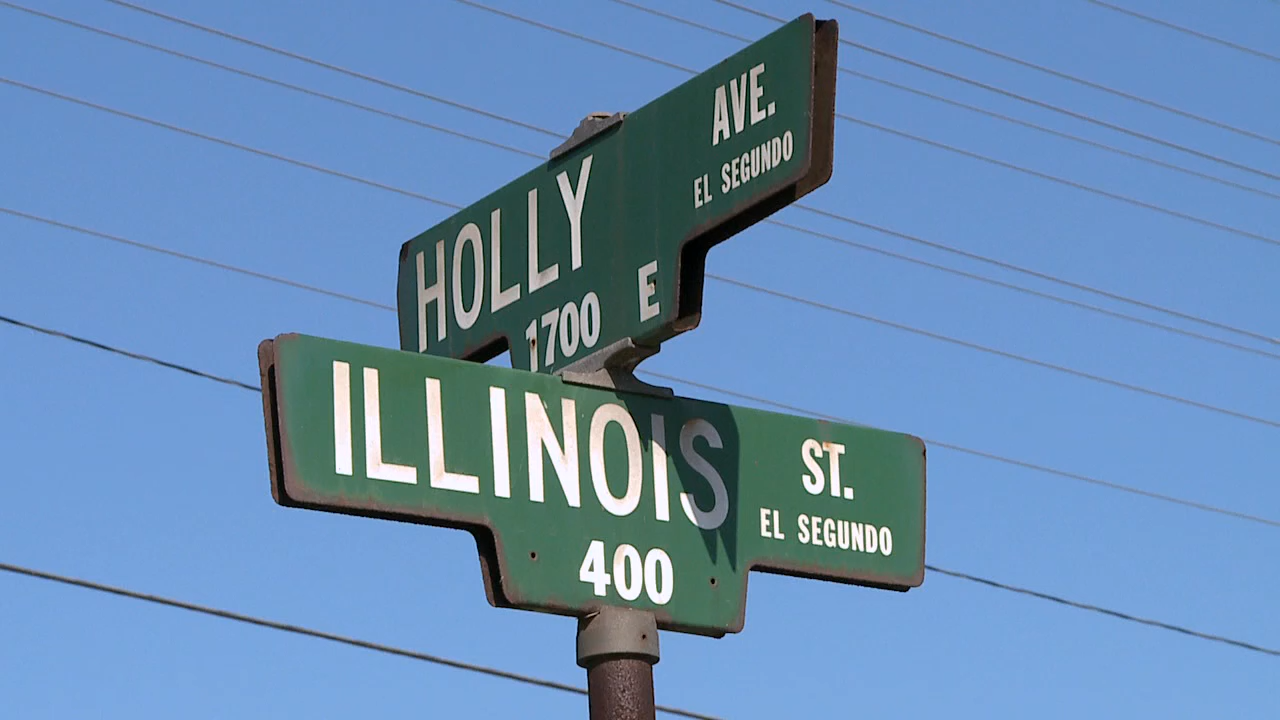 HOLLY AVE.
EL SEGUNDO
1700 E
ILLINOIS ST.
EL SEGUNDO
400